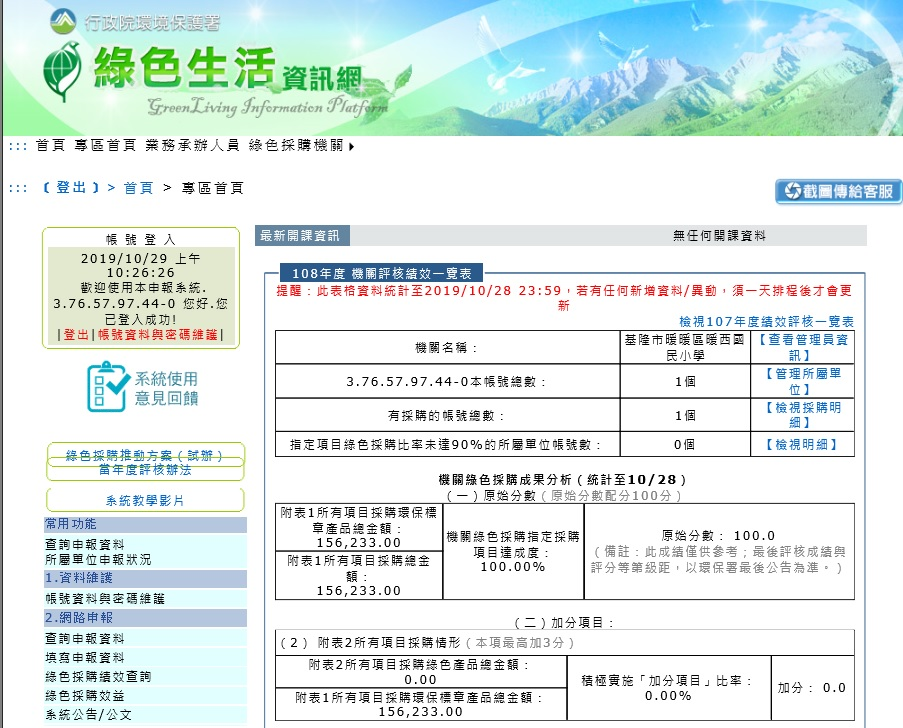 行政院環境保護署
綠色生活資訊網
GreenLiving Information Platform
::: 首頁 專區首頁 業務承辦人員 綠色採購機關
::: (登出) > 首頁 > 專區首頁
截圖傳給客服
帳號登入
2019/10/29 上午
10:26:26
歡迎使用本申報系統.
3.76.57.97.44-0 您好.您
已登入成功!
|登出|帳號資料與密碼維護|
系統使用
意見回饋
綠色採購推動方案(試辦)
當年度評核辦法
系統教學影片
常用功能
查詢申報資料
所屬單位申報狀況
1.資料維護
帳號資料與密碼維護
2.網路申報
查詢申報資料
填寫申報資料
綠色採購績效查詢
綠色採購效益
系統公告/公文
最新開課資訊
無任何開課資料
108年度 機關評核績效一覽表
提醒：此表格資料統計至2019/10/28 23:59，若有任何新增資料/異動，須一天排程後才會更
新
檢視107年度績效評核一覽表
機關名稱：
基隆市暖暖區暖西國
民小學
【查看管理員資
訊】
3.76.57.97.44-0本帳號總數：
1個
【管理所屬單
位】
有採購的帳號總數：
1個
【檢視採購明
細】
指定項目綠色採購比率未達90%的所屬單位帳號數：
0個
【檢視明細】
機關綠色採購成果分析（統計至10/28）
（一）原始分數（原始分數配分100分）
附表1所有項目採購環保標
章產品總金額：
156,233.00
附表1所有項目採購總金
額：
156,233.00
機關綠色採購指定採購
項目達成度：
100.00%
原始分數： 100.0
（備註：此成績僅供參考；最後評核成績與
評分等第級距，以環保署最後公告為準。）
（二）加分項目：
（2） 附表2所有項目採購情形（本項最高加3分）
附表2所有項目採購綠色產品總金額：
0.00
附表1所有項目採購環保標章產品總金額：
156,233.00
積極實施「加分項目」比率：
0.00%
加分： 0.0